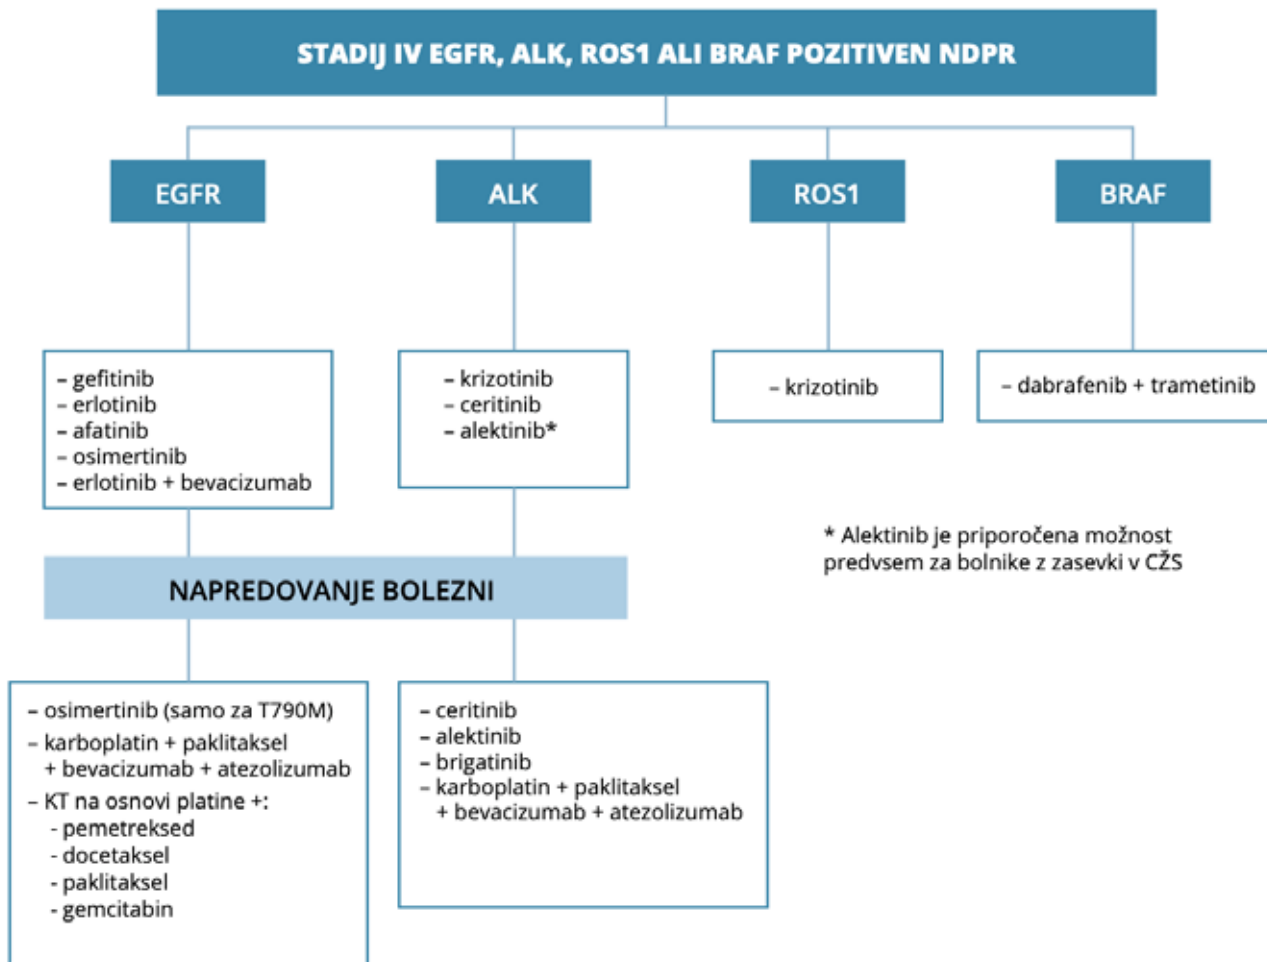 STADIJ IV EGFR, ALK, ROS1 ALI BRAF POZITIVEN NDPR
EGFR
ALK
ROS1
BRAF
– gefitinib
– erlotinib
– afatinib
– osimertinib
– erlotinib + bevacizumab
– krizotinib
– ceritinib
– alektinib*
– krizotinib
– dabrafenib + trametinib
* Alektinib je priporočena možnost
predvsem za bolnike z zasevki v CŽS
NAPREDOVANJE BOLEZNI
– osimertinib (samo za T790M)
– karboplatin + paklitaksel
+ bevacizumab + atezolizumab
– KT na osnovi platine +:
- pemetreksed
- docetaksel
- paklitaksel
- gemcitabin
– ceritinib
– alektinib
– brigatinib
– karboplatin + paklitaksel
+ bevacizumab + atezolizumab